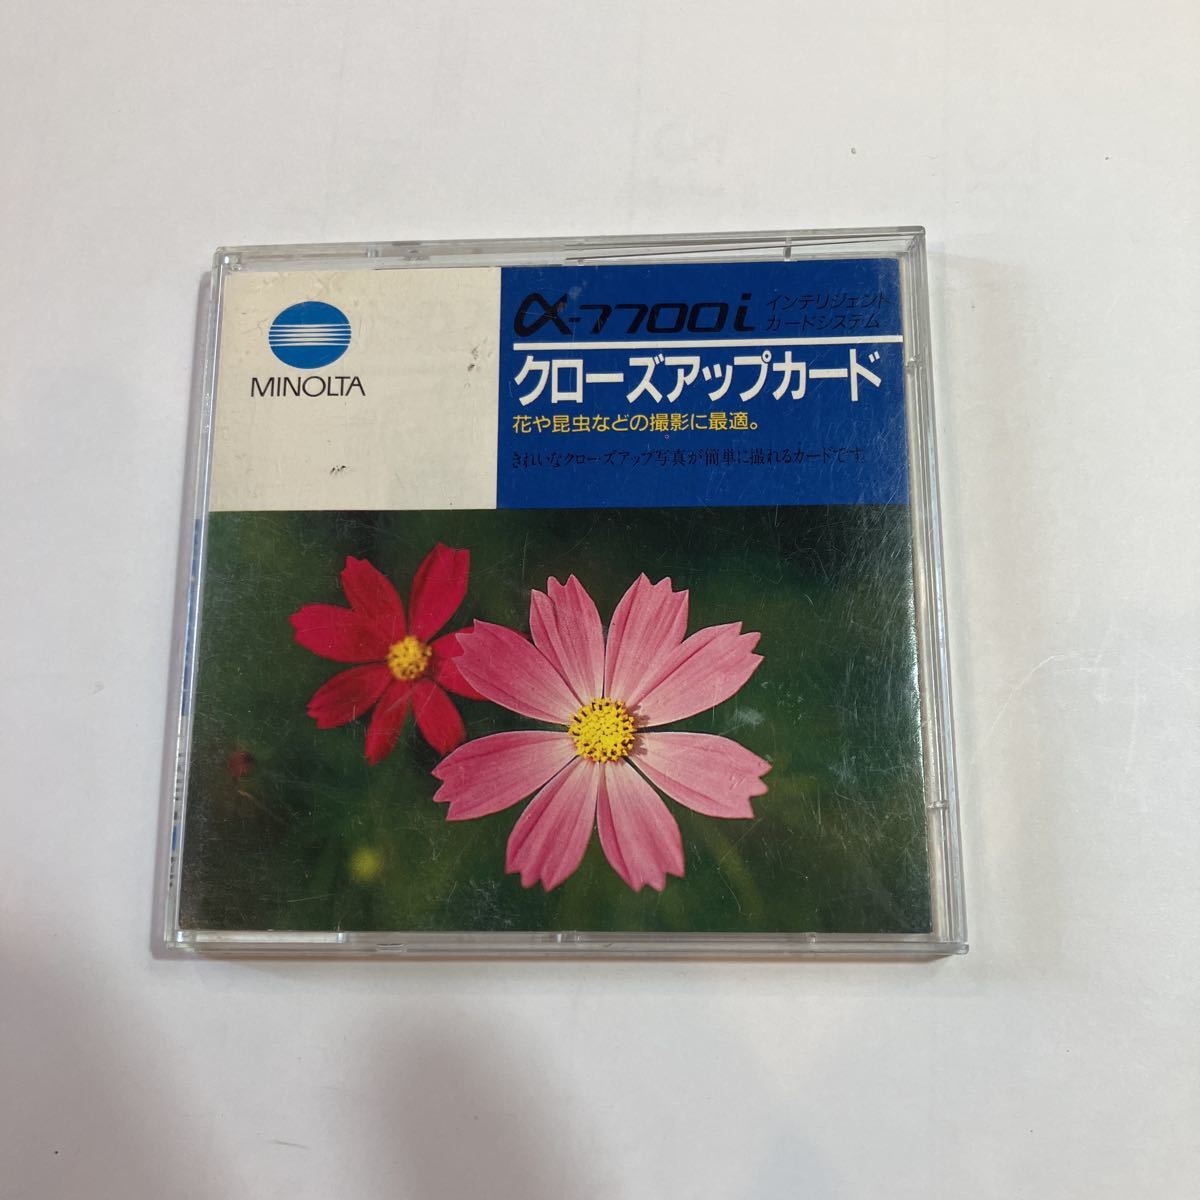 MINOLTA
α-7700i
インテリジェント
カードシステム
クローズアップカード
花や昆虫などの撮影に最適。
きれいなクローズアップ写真が簡単に撮れるカードです。